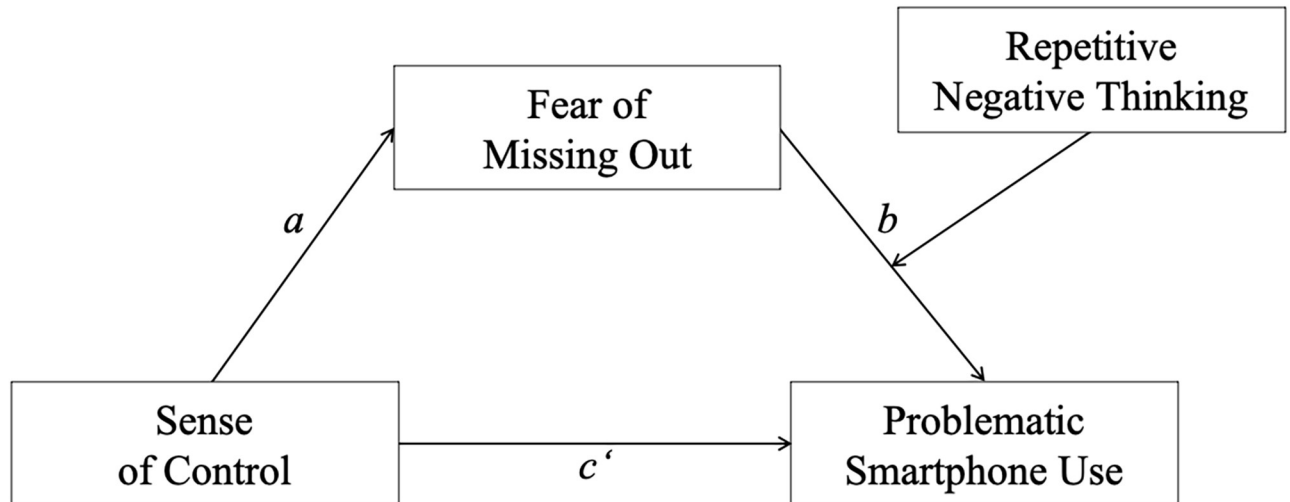 Repetitive
Negative Thinking
Fear of
Missing Out
a
b
Sense
of Control
c‘
Problematic
Smartphone Use